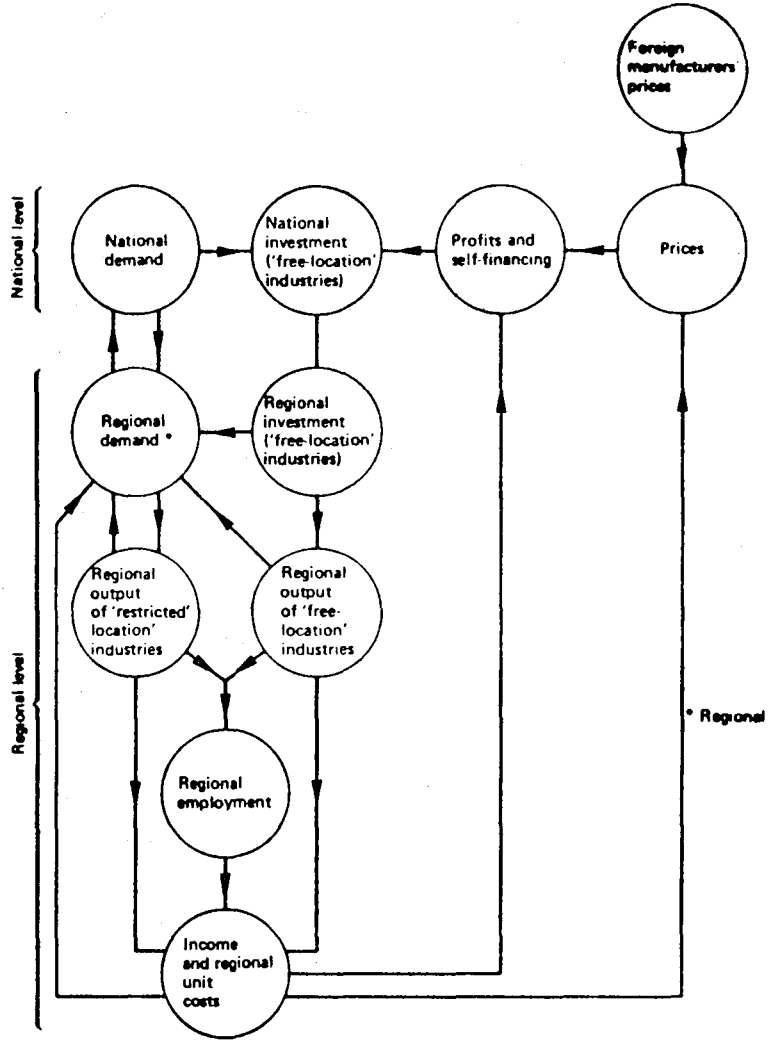 Foreign
manufacturers'
prices
National level
National
demand
National
investment
('free-location'
industries)
Profits and
self-financing
Prices
Regional level
Regional
demand *
Regional
investment
('free-location'
industries)
Regional
output
of 'restricted'
location'
industries
Regional
output
of 'free-
location'
industries
* Regional
Regional
employment
Income
and regional
unit
costs